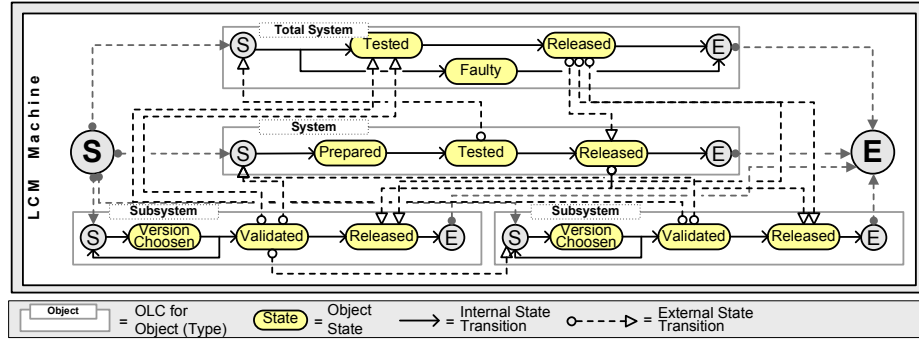 LCM Machine
Total System
S
Tested
Released
E
Faulty
S
System
E
S
Prepared
Tested
Released
E
Subsystem
S
Version
Choosen
Validated
Released
E
Subsystem
S
Version
Choosen
Validated
Released
E
Object
= OLC for
Object (Type)
State
= Object
State
= Internal State
Transition
= External State
Transition